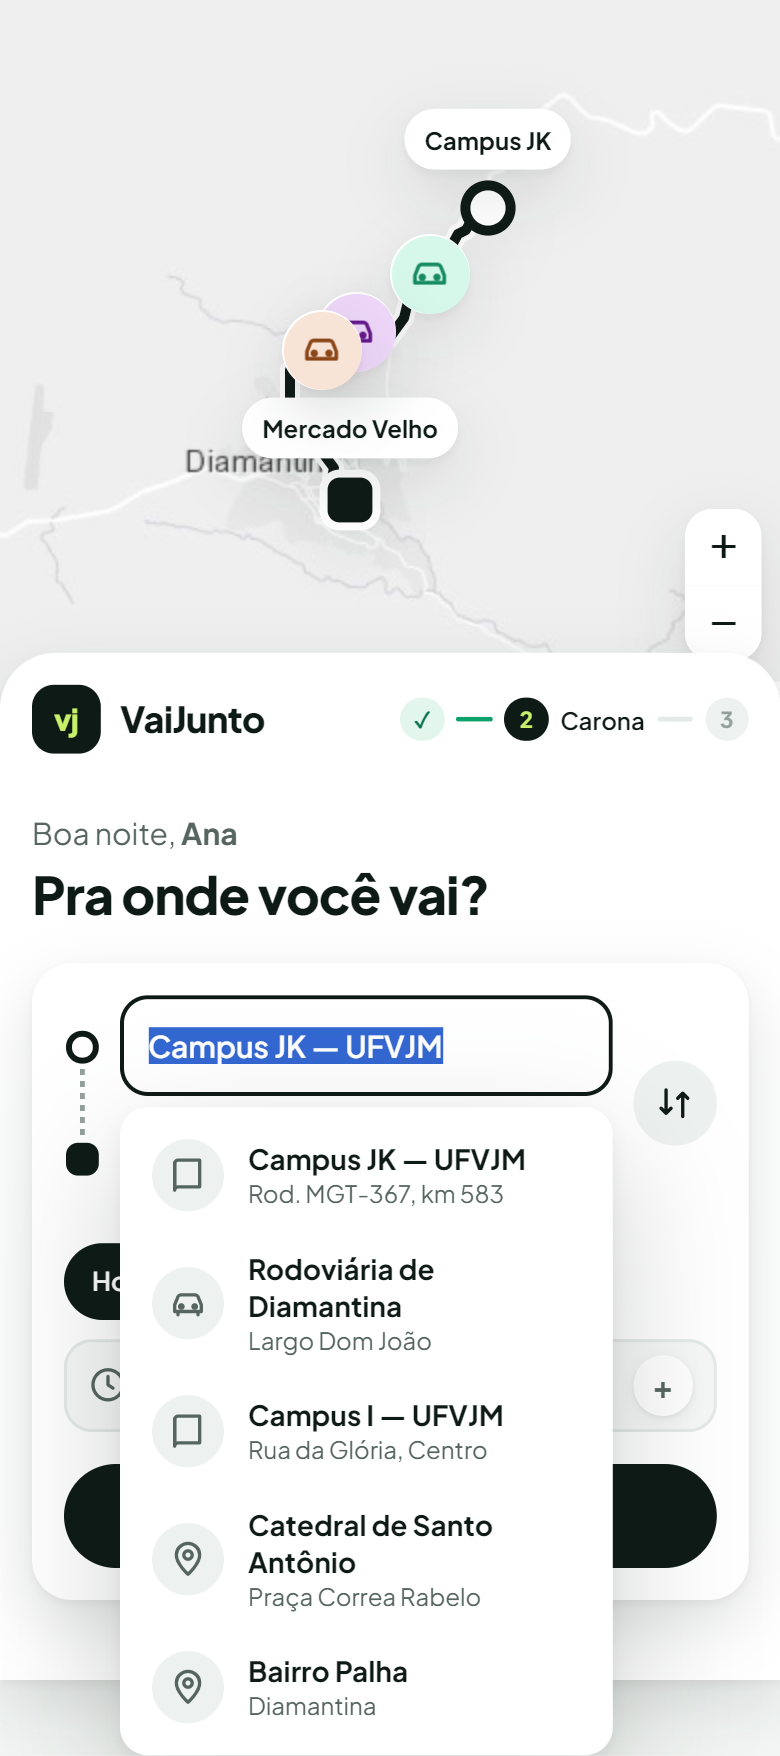 Campus JK
Mercado Velho
Diamantin
+
−
vj
VaiJunto
✓
2
Carona
3
Boa noite, Ana
Pra onde você vai?
Campus JK — UFVJM
Campus JK — UFVJM
Rod. MGT-367, km 583
Rodoviária de
Diamantina
Largo Dom João
+
Campus I — UFVJM
Rua da Glória, Centro
Catedral de Santo
Antônio
Praça Correa Rabelo
Bairro Palha
Diamantina